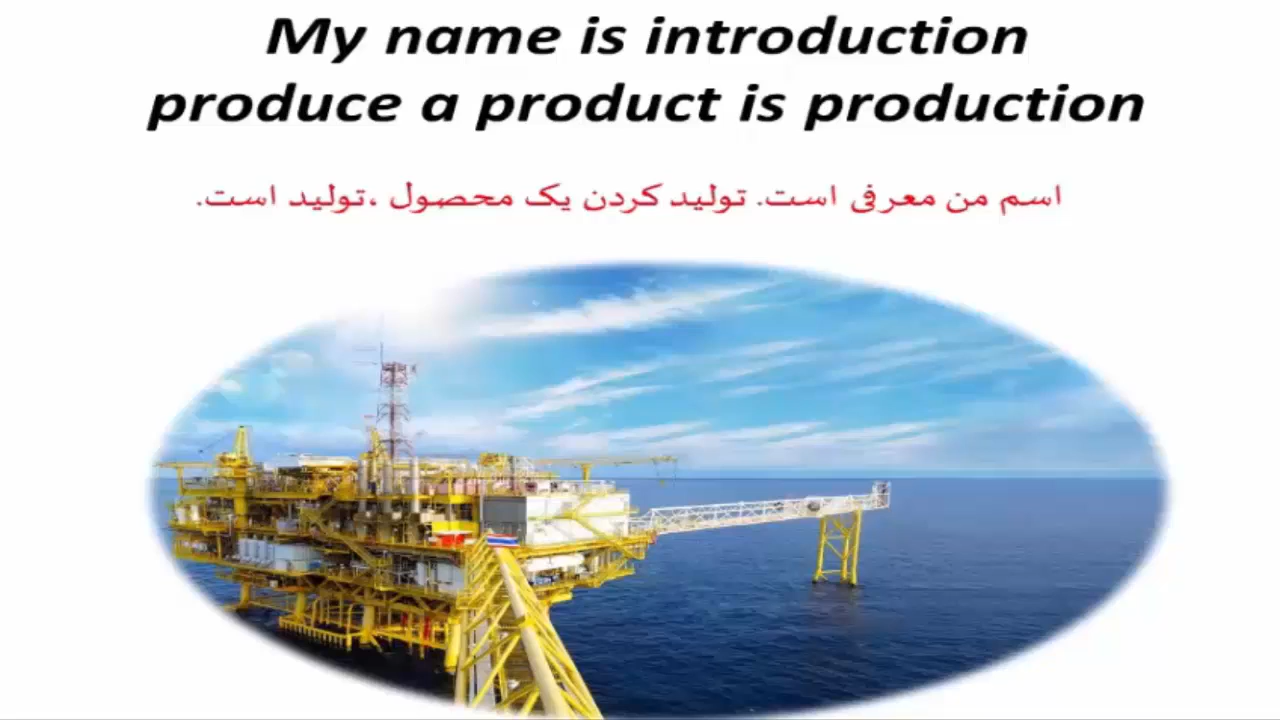 My name is introduction
produce a product is production
اسم من معرفی است. تولید کردن یک محصول ،تولید است.